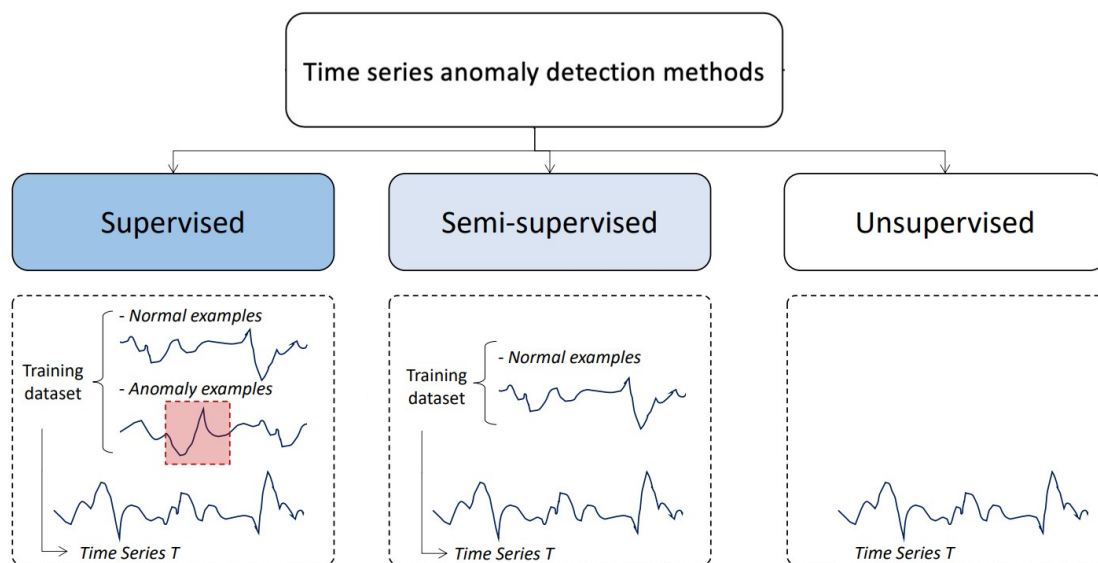 Time series anomaly detection methods
Supervised
Semi-supervised
Unsupervised
Training
dataset
- Normal examples
- Anomaly examples
Time Series T
Training
dataset
- Normal examples
Time Series T
Time Series T